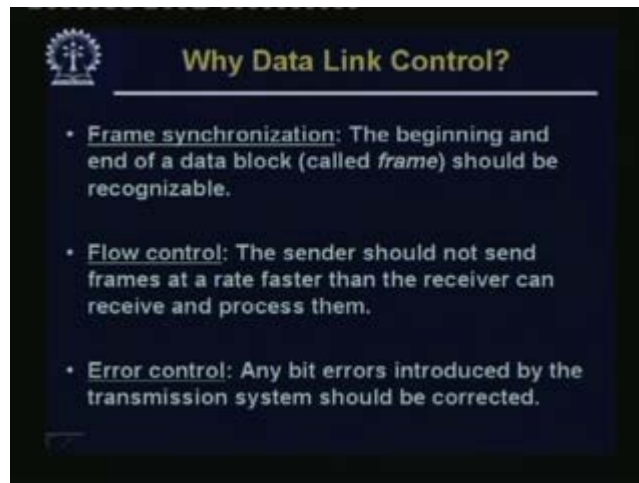 Why Data Link Control?
• Frame synchronization: The beginning and
end of a data block (called frame) should be
recognizable.
• Flow control: The sender should not send
frames at a rate faster than the receiver can
receive and process them.
• Error control: Any bit errors introduced by the
transmission system should be corrected.